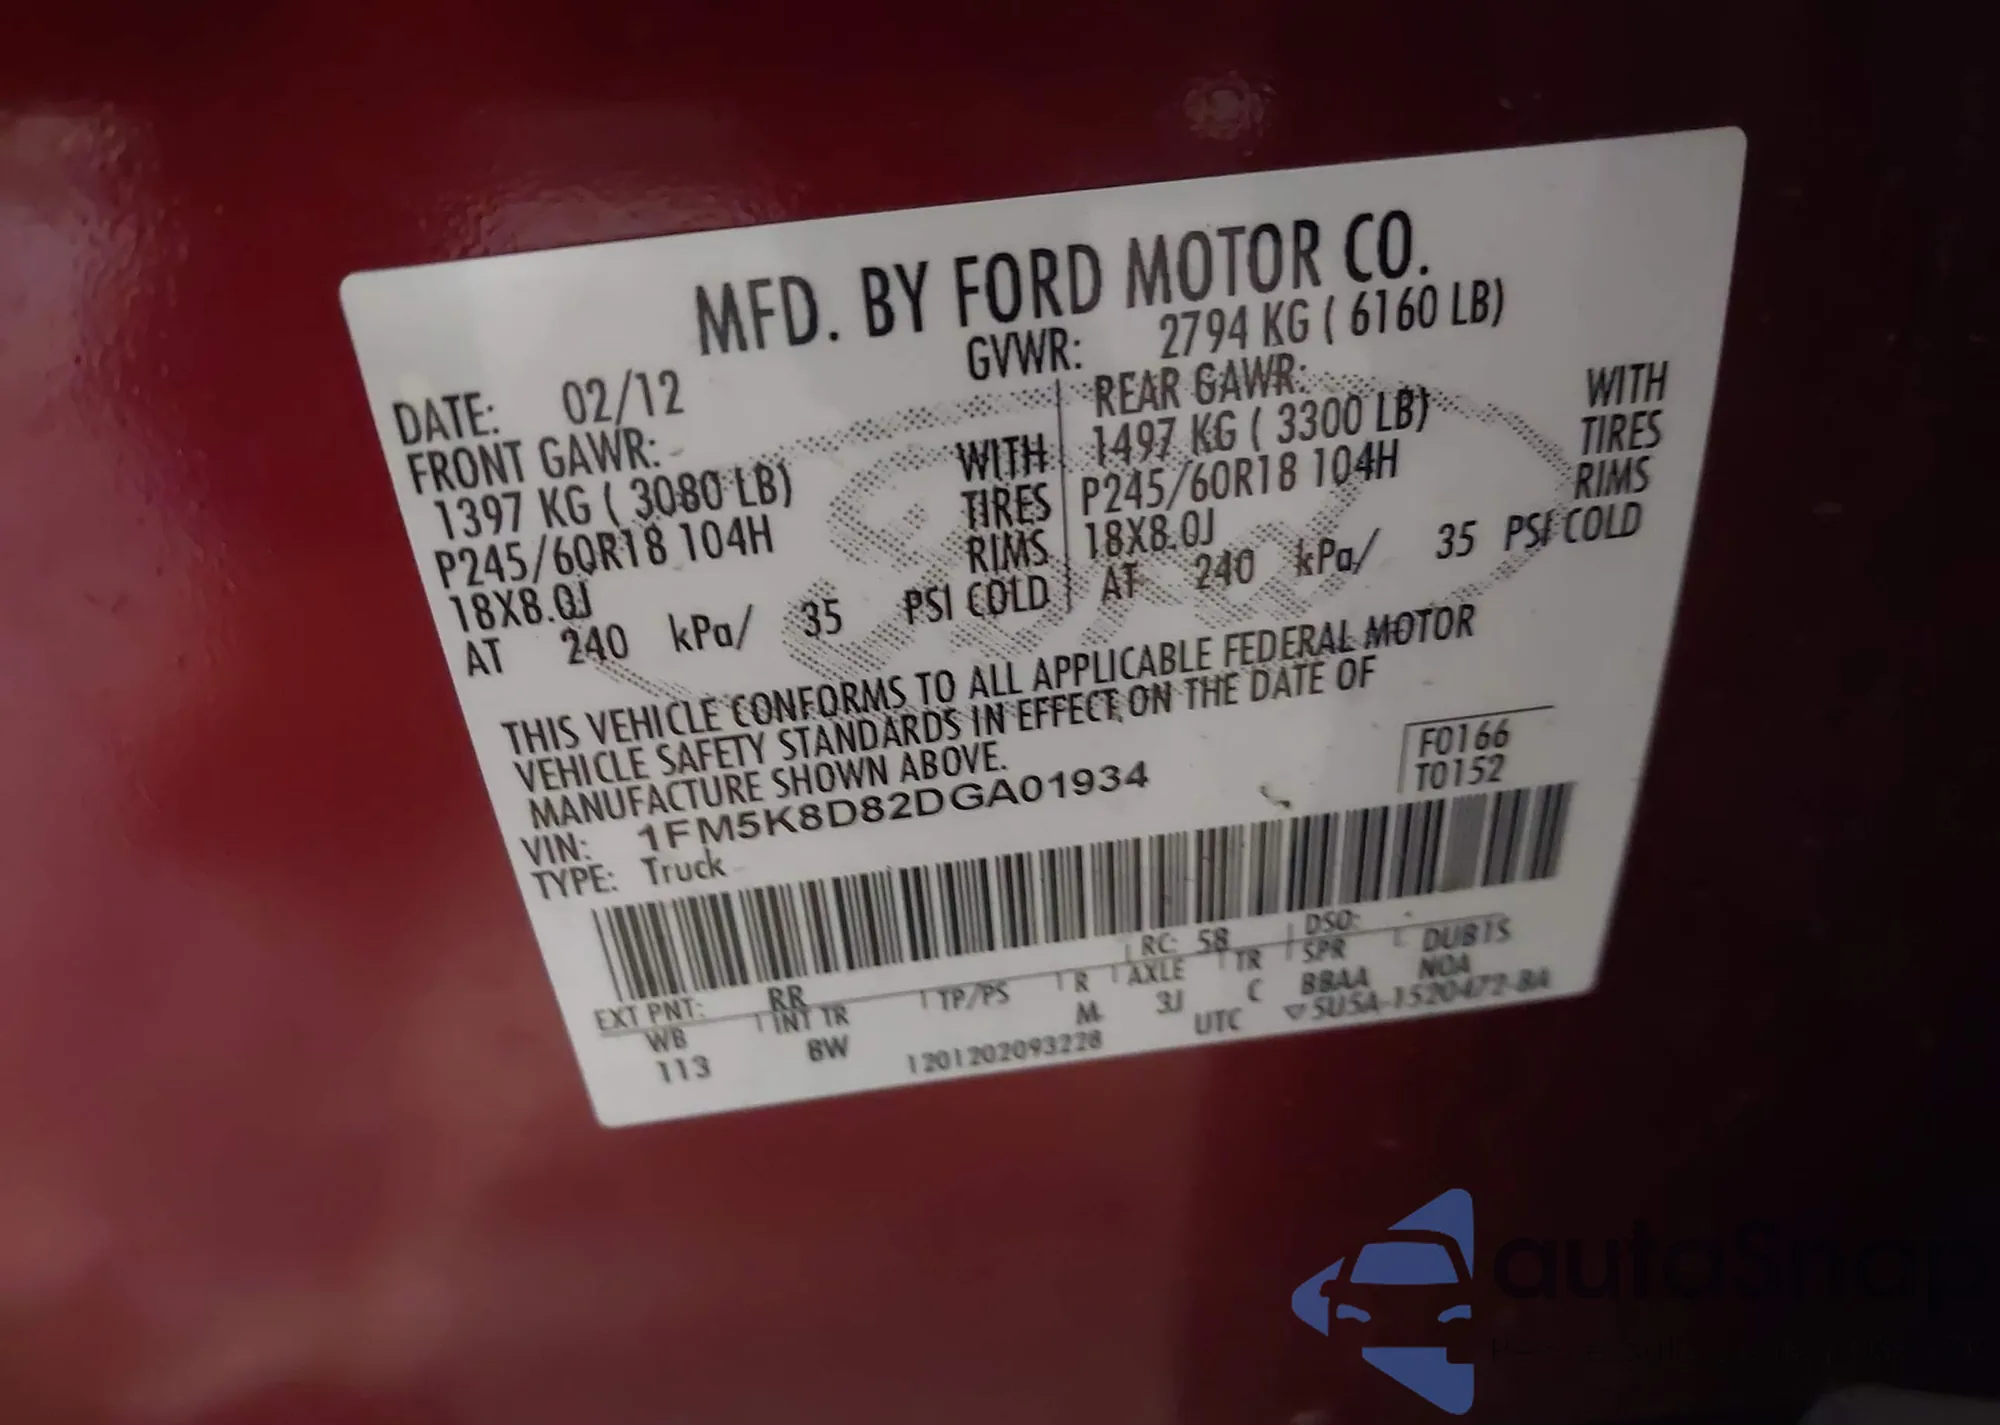 MFD. BY FORD MOTOR CO.
DATE: 02/12 GVWR: 2794 KG ( 6160 LB)
FRONT GAWR: REAR GAWR:
1397 KG ( 3080 LB) WITH 1497 KG ( 3300 LB) WITH
P245/60R18 104H TIRES P245/60R18 104H TIRES
18X8.0J RIMS 18X8.0J RIMS
AT 240 kPa/ 35 PSI COLD AT 240 kPa/ 35 PSI COLD
THIS VEHICLE CONFORMS TO ALL APPLICABLE FEDERAL MOTOR
VEHICLE SAFETY STANDARDS IN EFFECT ON THE DATE OF
MANUFACTURE SHOWN ABOVE.
F0166
VIN: 1FM5K8D82DGA01934
T0152
TYPE: Truck
EXT PNT: RR RC: 58 DSO:
WB INT TR TP/PS R AXLE TR SPR DUBTS
113 BW M 3J C BBAA NOA
1201202093228 UTC ▽5U5A-1520472-BA
autoSnap